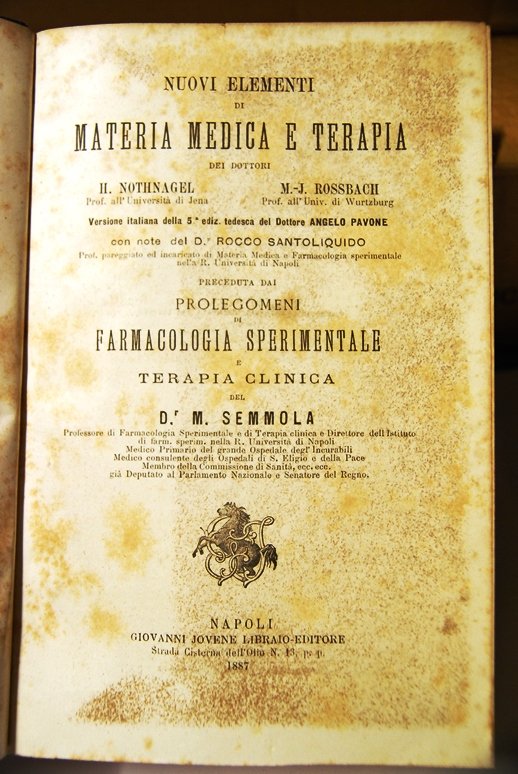 NUOVI ELEMENTI
DI
MATERIA MEDICA E TERAPIA
DEI DOTTORI
H. NOTHNAGEL M.-J. ROSSBACH
Prof. all'Università di Jena Prof. all'Univ. di Wurtzburg
Versione italiana della 5ª ediz. tedesca del Dottore ANGELO PAVONE
con note del D.r ROCCO SANTOLIQUIDO
Prof. pareggiato ed incaricato di Materia Medica e Farmacologia sperimentale
nella R. Università di Napoli
PRECEDUTA DAI
PROLEGOMENI
DI
FARMACOLOGIA SPERIMENTALE
E
TERAPIA CLINICA
DEL
D.r M. SEMMOLA
Professore di Farmacologia Sperimentale e di Terapia clinica e Direttore dell'Istituto
di farm. sperim. nella R. Università di Napoli
Medico Primario del grande Ospedale degl'Incurabili
Medico consulente degli Ospedali di S. Eligio e della Pace
Membro della Commissione di Sanità, ecc. ecc.
già Deputato al Parlamento Nazionale e Senatore del Regno.
NAPOLI
GIOVANNI JOVENE LIBRAIO-EDITORE
Strada Cisterna dell'Olio N. 13, p. p.
1887